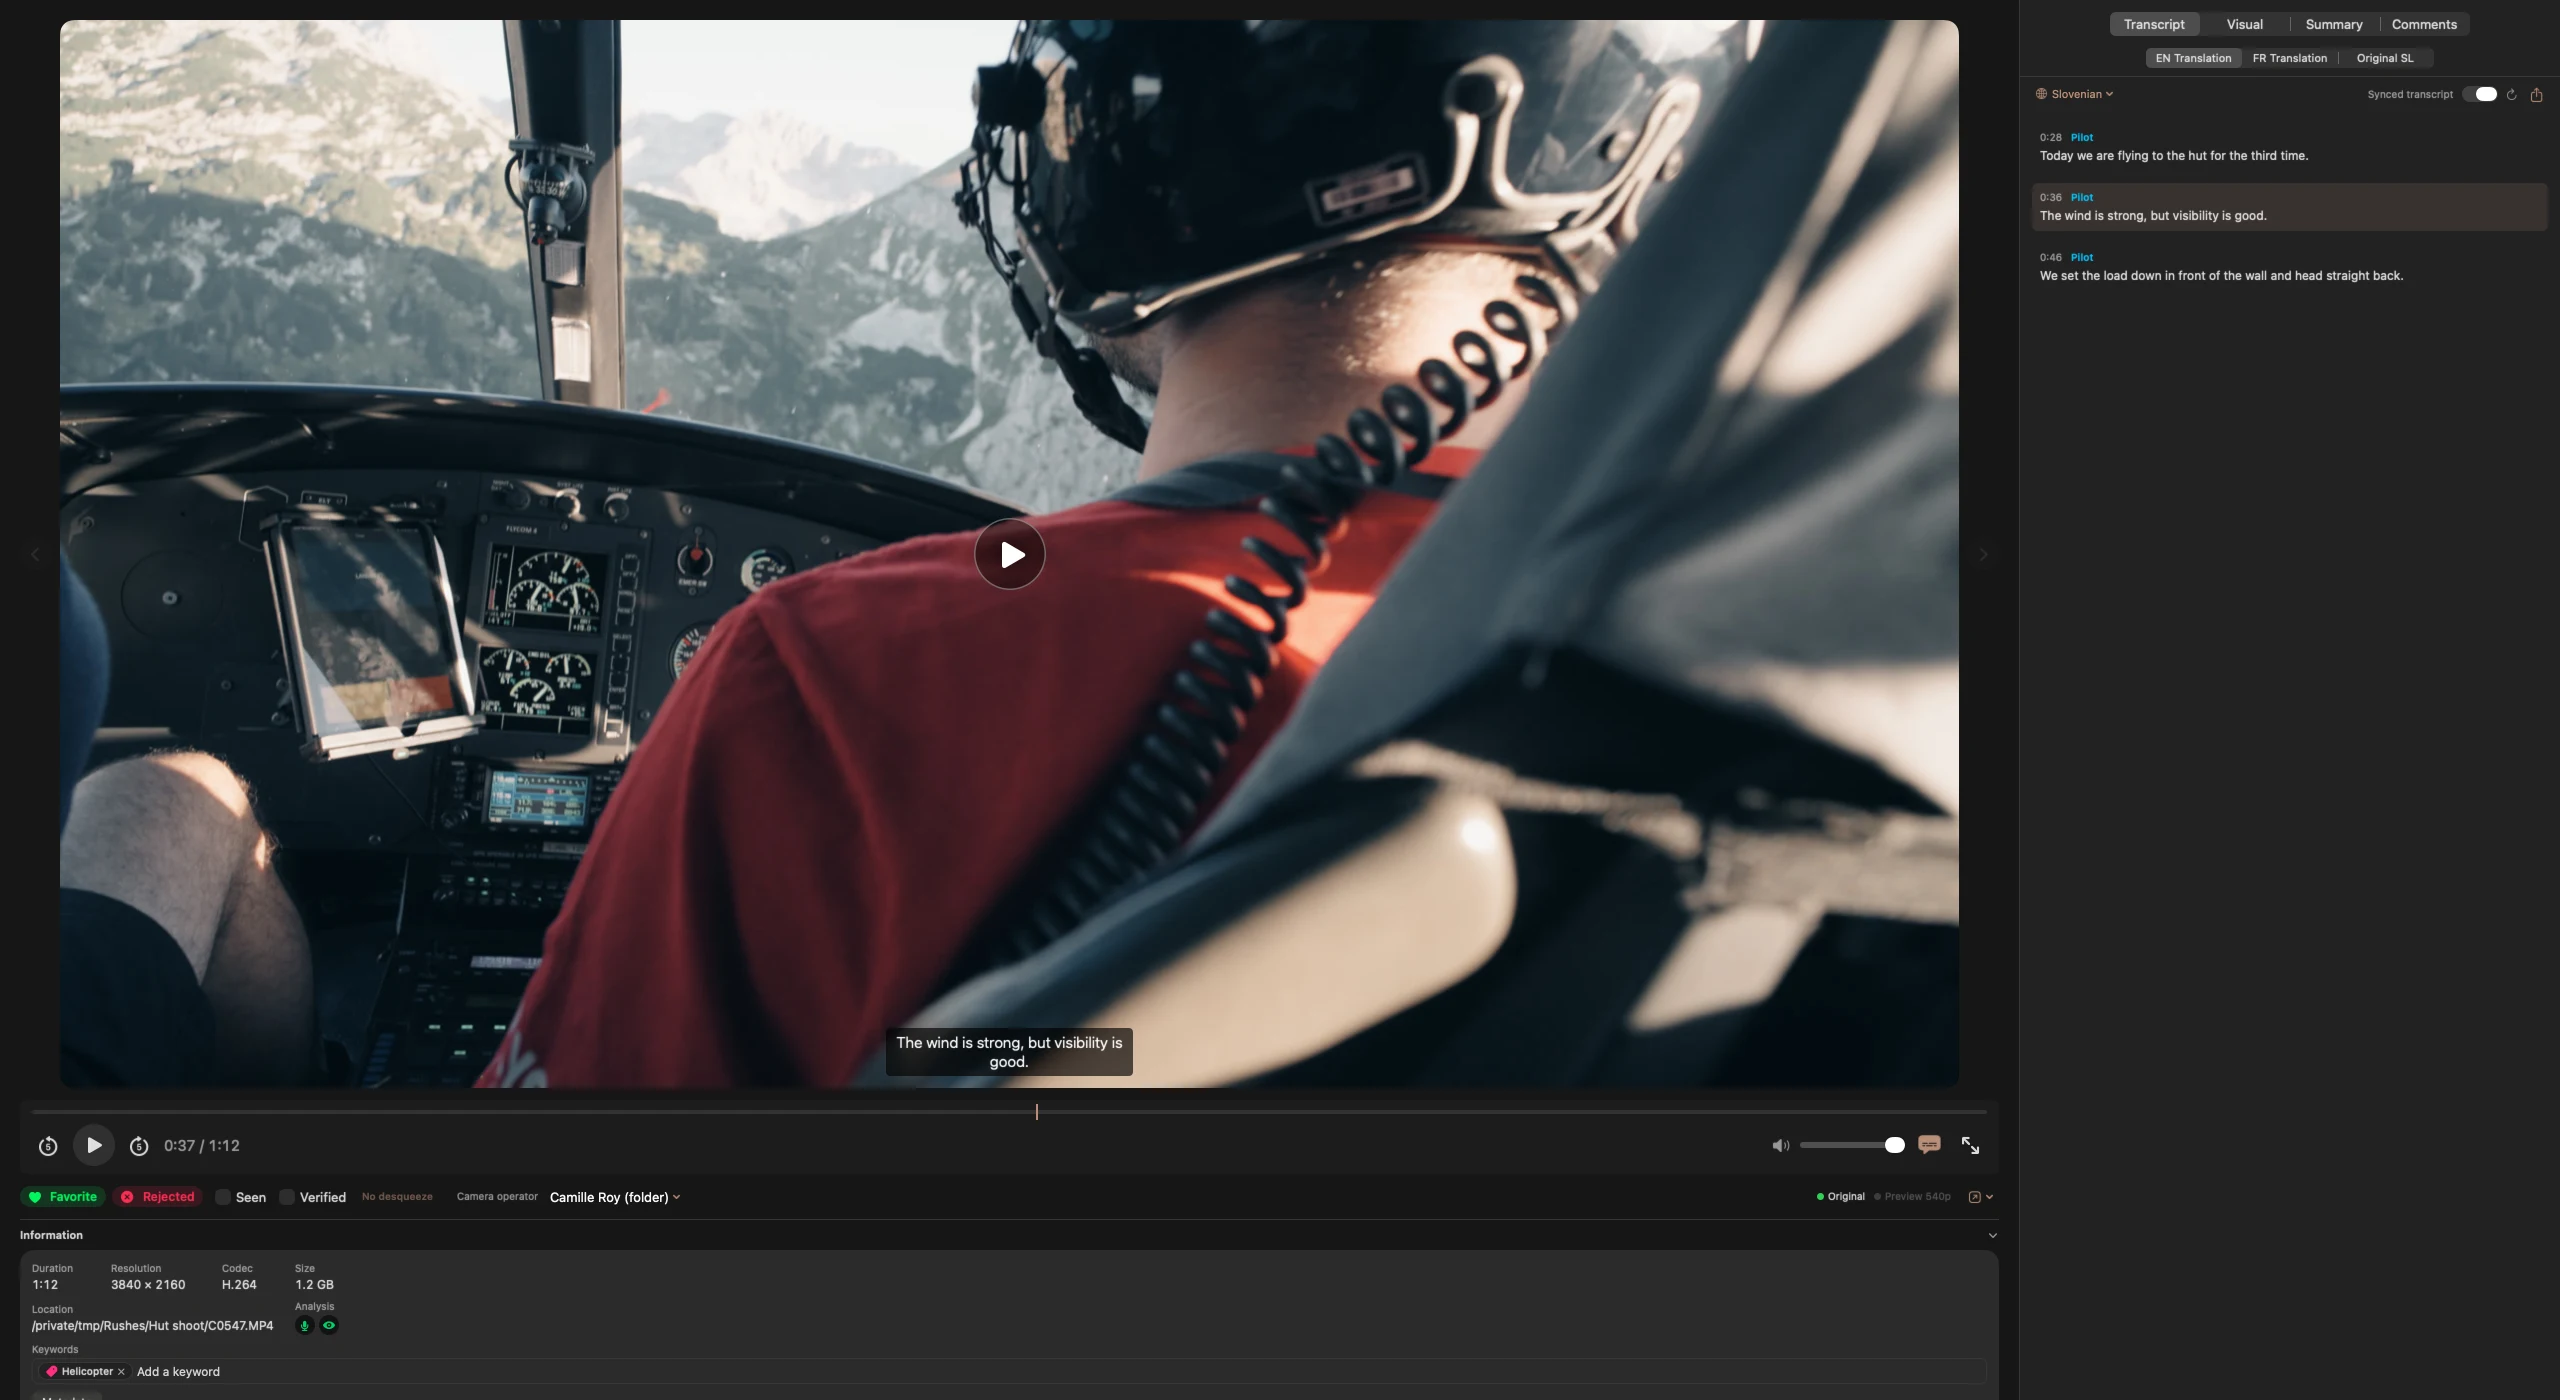 Transcript
Visual
Summary
Comments
EN Translation
FR Translation
Original SL
Slovenian
Synced transcript
0:28 Pilot
Today we are flying to the hut for the third time.
0:36 Pilot
The wind is strong, but visibility is good.
0:46 Pilot
We set the load down in front of the wall and head straight back.
FLYCOM 4
The wind is strong, but visibility is
good.
5
5
0:37 / 1:12
Favorite
Rejected
Seen
Verified
No desqueeze
Camera operator
Camille Roy (folder)
Original
Preview 540p
Information
Duration
Resolution
Codec
Size
1:12
3840 × 2160
H.264
1.2 GB
Location
Analysis
/private/tmp/Rushes/Hut shoot/C0547.MP4
Keywords
Helicopter
Add a keyword